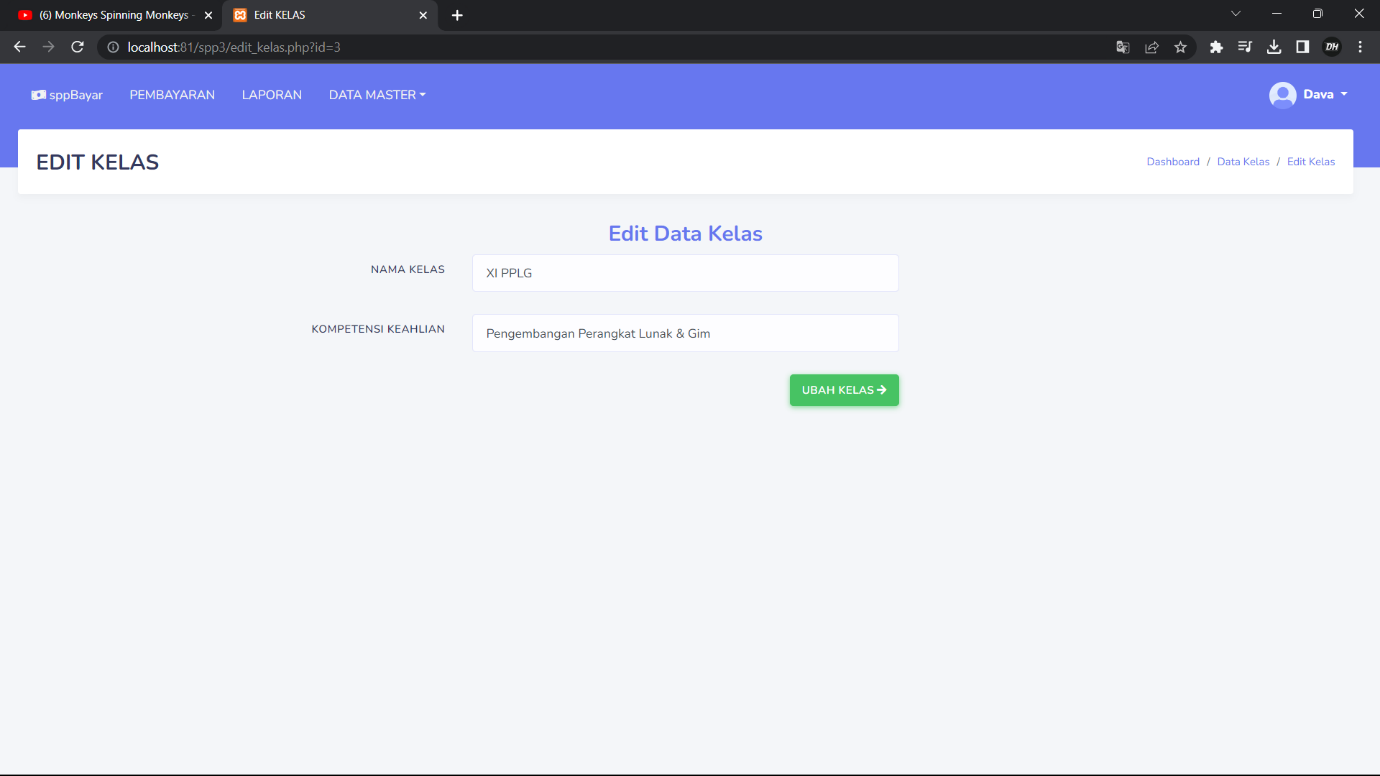 (6) Monkeys Spinning Monkeys -
Edit KELAS
localhost:81/spp3/edit_kelas.php?id=3
DH
sppBayar PEMBAYARAN LAPORAN DATA MASTER
Dava
EDIT KELAS
Dashboard / Data Kelas / Edit Kelas
Edit Data Kelas
NAMA KELAS
XI PPLG
KOMPETENSI KEAHLIAN
Pengembangan Perangkat Lunak & Gim
UBAH KELAS